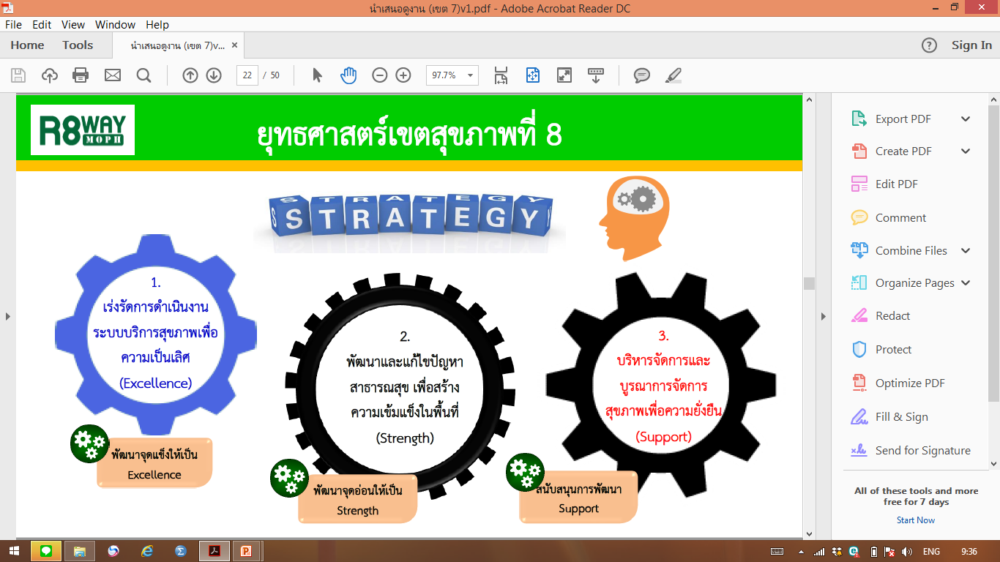 นำเสนอดูงาน (เขต 7)v1.pdf - Adobe Acrobat Reader DC
File Edit View Window Help
Home Tools นำเสนอดูงาน (เขต 7)v... × Sign In
22 / 50 97.7%
R8WAY
MOPH
ยุทธศาสตร์เขตสุขภาพที่ 8
STRATEGY
STRATEGY
1.
เร่งรัดการดำเนินงาน
ระบบบริการสุขภาพเพื่อ
ความเป็นเลิศ
(Excellence)
พัฒนาจุดแข็งให้เป็น
Excellence
2.
พัฒนาและแก้ไขปัญหา
สาธารณสุข เพื่อสร้าง
ความเข้มแข็งในพื้นที่
(Strength)
พัฒนาจุดอ่อนให้เป็น
Strength
3.
บริหารจัดการและ
บูรณาการจัดการ
สุขภาพเพื่อความยั่งยืน
(Support)
สนับสนุนการพัฒนา
Support
Export PDF
Create PDF
Edit PDF
Comment
Combine Files
Organize Pages
Redact
Protect
Optimize PDF
Fill & Sign
Send for Signature
All of these tools and more
free for 7 days
Start Now
ENG 9:36